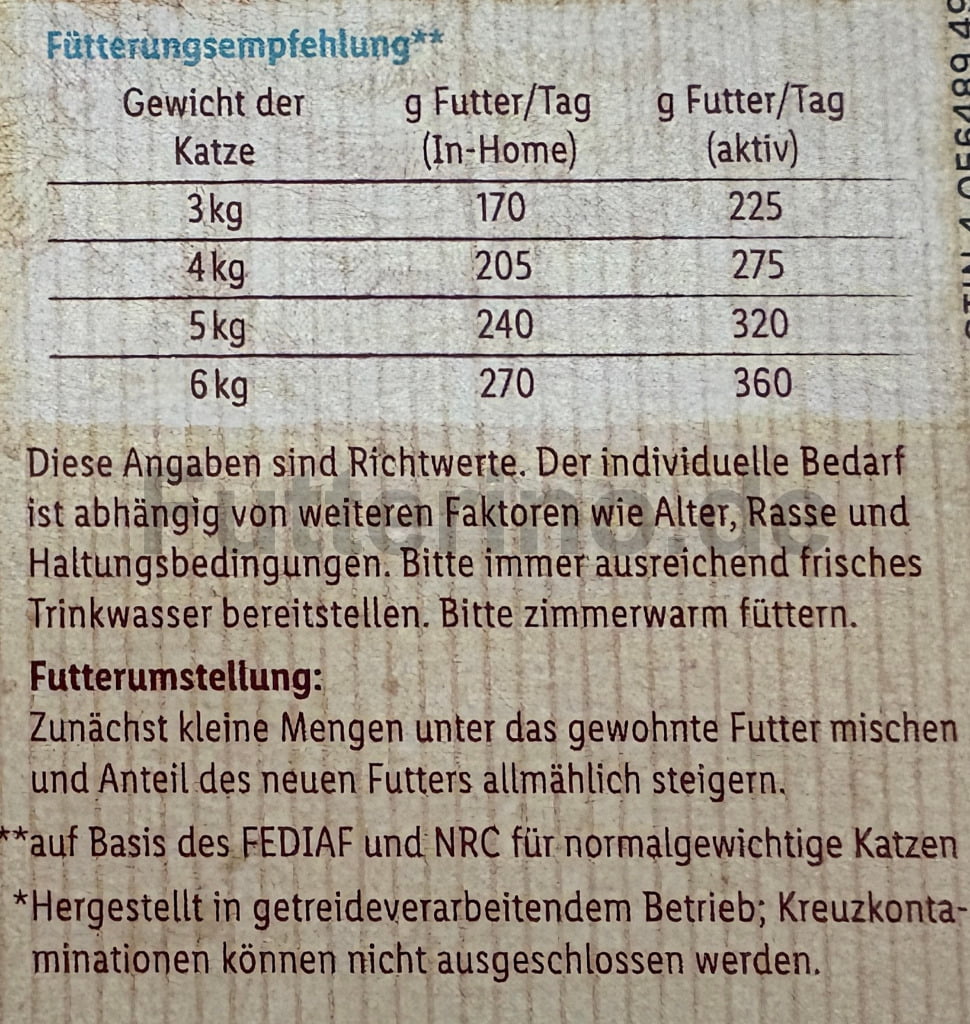 Fütterungsempfehlung**
Gewicht der g Futter/Tag g Futter/Tag
Katze (In-Home) (aktiv)
3 kg 170 225
4 kg 205 275
5 kg 240 320
6 kg 270 360
Diese Angaben sind Richtwerte. Der individuelle Bedarf
ist abhängig von weiteren Faktoren wie Alter, Rasse und
Futterino.de
Haltungsbedingungen. Bitte immer ausreichend frisches
Trinkwasser bereitstellen. Bitte zimmerwarm füttern.
Futterumstellung:
Zunächst kleine Mengen unter das gewohnte Futter mischen
und Anteil des neuen Futters allmählich steigern.
**auf Basis des FEDIAF und NRC für normalgewichtige Katzen
*Hergestellt in getreideverarbeitendem Betrieb; Kreuzkonta-
minationen können nicht ausgeschlossen werden.